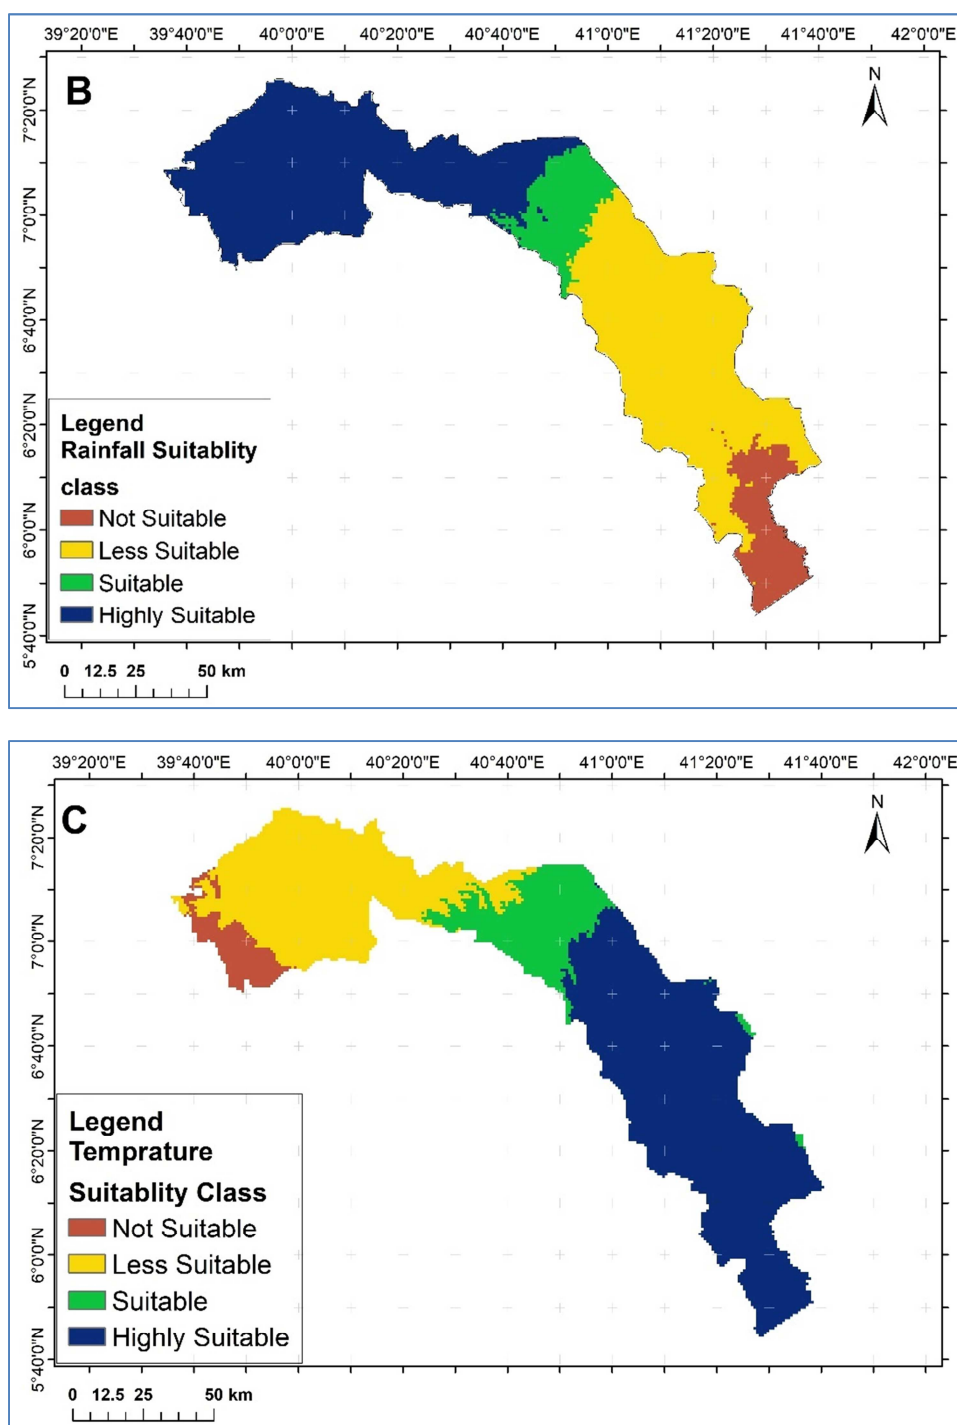 39°20'0"E 39°40'0"E 40°0'0"E 40°20'0"E 40°40'0"E 41°0'0"E 41°20'0"E 41°40'0"E 42°0'0"E
B
N
7°20'0"N
7°0'0"N
6°40'0"N
6°20'0"N
6°0'0"N
5°40'0"N
Legend
Rainfall Suitablity
class
Not Suitable
Less Suitable
Suitable
Highly Suitable
0 12.5 25 50 km
39°20'0"E 39°40'0"E 40°0'0"E 40°20'0"E 40°40'0"E 41°0'0"E 41°20'0"E 41°40'0"E 42°0'0"E
C
N
7°20'0"N
7°0'0"N
6°40'0"N
6°20'0"N
6°0'0"N
5°40'0"N
Legend
Temprature
Suitablity Class
Not Suitable
Less Suitable
Suitable
Highly Suitable
0 12.5 25 50 km